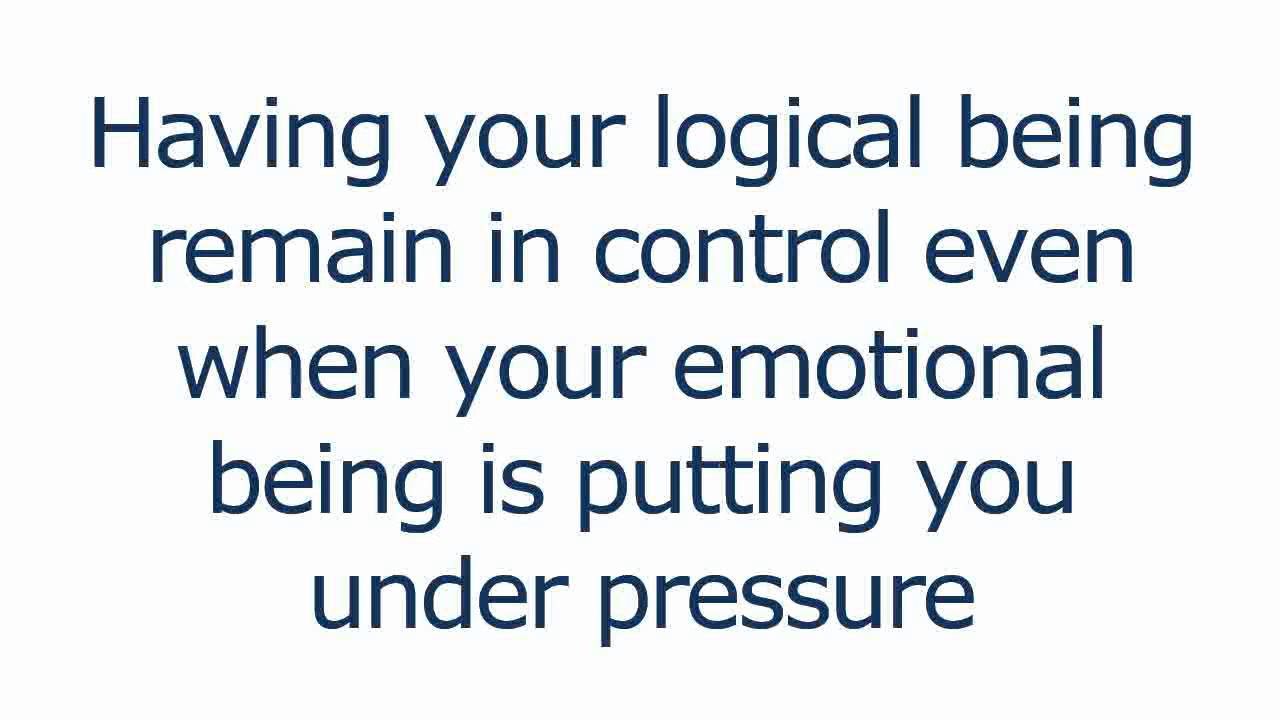 Having your logical being
remain in control even
when your emotional
being is putting you
under pressure